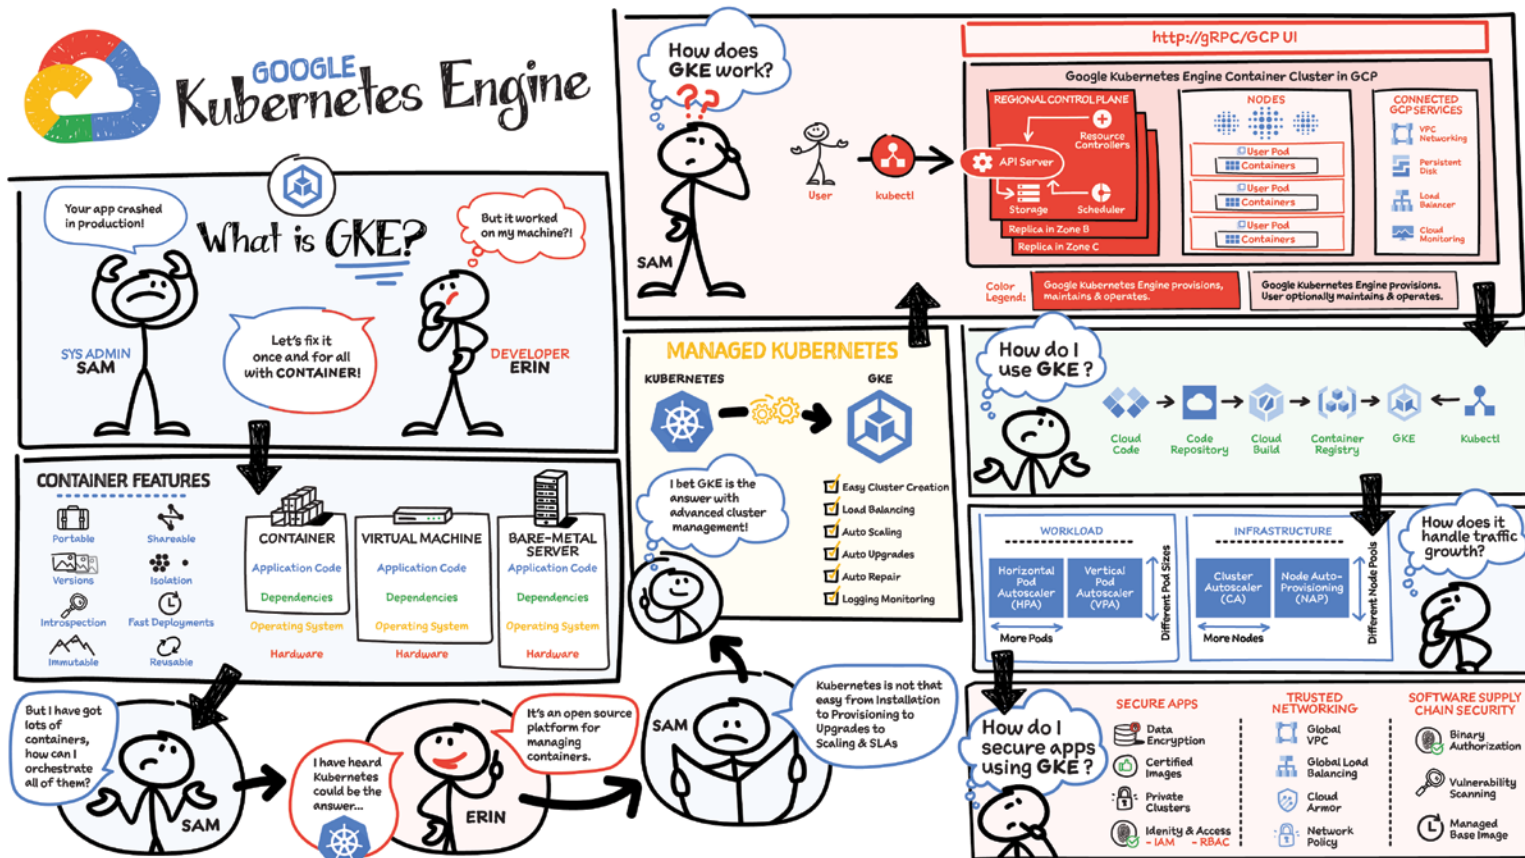 GOOGLE
Kubernetes Engine
What is GKE?
Your app crashed
in production!
But it worked
on my machine?!
SYS ADMIN
SAM
Let's fix it
once and for all
with CONTAINER!
DEVELOPER
ERIN
CONTAINER FEATURES
Portable
Shareable
Versions
Isolation
Introspection
Fast Deployments
Immutable
Reusable
CONTAINER
Application Code
Dependencies
Operating System
Hardware
VIRTUAL MACHINE
Application Code
Dependencies
Operating System
Hardware
BARE-METAL
SERVER
Application Code
Dependencies
Operating System
Hardware
But I have got
lots of
containers,
how can I
orchestrate
all of them?
SAM
I have heard
Kubernetes
could be the
answer...
It's an open source
platform for
managing
containers.
ERIN
SAM
Kubernetes is not that
easy from Installation
to Provisioning to
Upgrades to
Scaling & SLAs
MANAGED KUBERNETES
KUBERNETES
GKE
I bet GKE is the
answer with
advanced cluster
management!
Easy Cluster Creation
Load Balancing
Auto Scaling
Auto Upgrades
Auto Repair
Logging Monitoring
How does
GKE work?
???
SAM
User
kubectl
http://gRPC/GCP UI
Google Kubernetes Engine Container Cluster in GCP
REGIONAL CONTROL PLANE
Resource
Controllers
API Server
Storage
Scheduler
Replica in Zone B
Replica in Zone C
NODES
User Pod
Containers
User Pod
Containers
User Pod
Containers
CONNECTED
GCP SERVICES
VPC
Networking
Persistent
Disk
Load
Balancer
Cloud
Monitoring
Color
Legend:
Google Kubernetes Engine provisions,
maintains & operates.
Google Kubernetes Engine provisions.
User optionally maintains & operates.
How do I
use GKE ?
Cloud
Code
Code
Repository
Cloud
Build
Container
Registry
GKE
Kubectl
WORKLOAD
Horizontal
Pod
Autoscaler
(HPA)
Vertical
Pod
Autoscaler
(VPA)
More Pods
Different Pod Sizes
INFRASTRUCTURE
Cluster
Autoscaler
(CA)
Node Auto-
Provisioning
(NAP)
More Nodes
Different Node Pools
How does it
handle traffic
growth?
How do I
secure apps
using GKE ?
SECURE APPS
Data
Encryption
Certified
Images
Private
Clusters
Idenity & Access
- IAM - RBAC
TRUSTED
NETWORKING
Global
VPC
Global Load
Balancing
Cloud
Armor
Network
Policy
SOFTWARE SUPPLY
CHAIN SECURITY
Binary
Authorization
Vulnerability
Scanning
Managed
Base Image